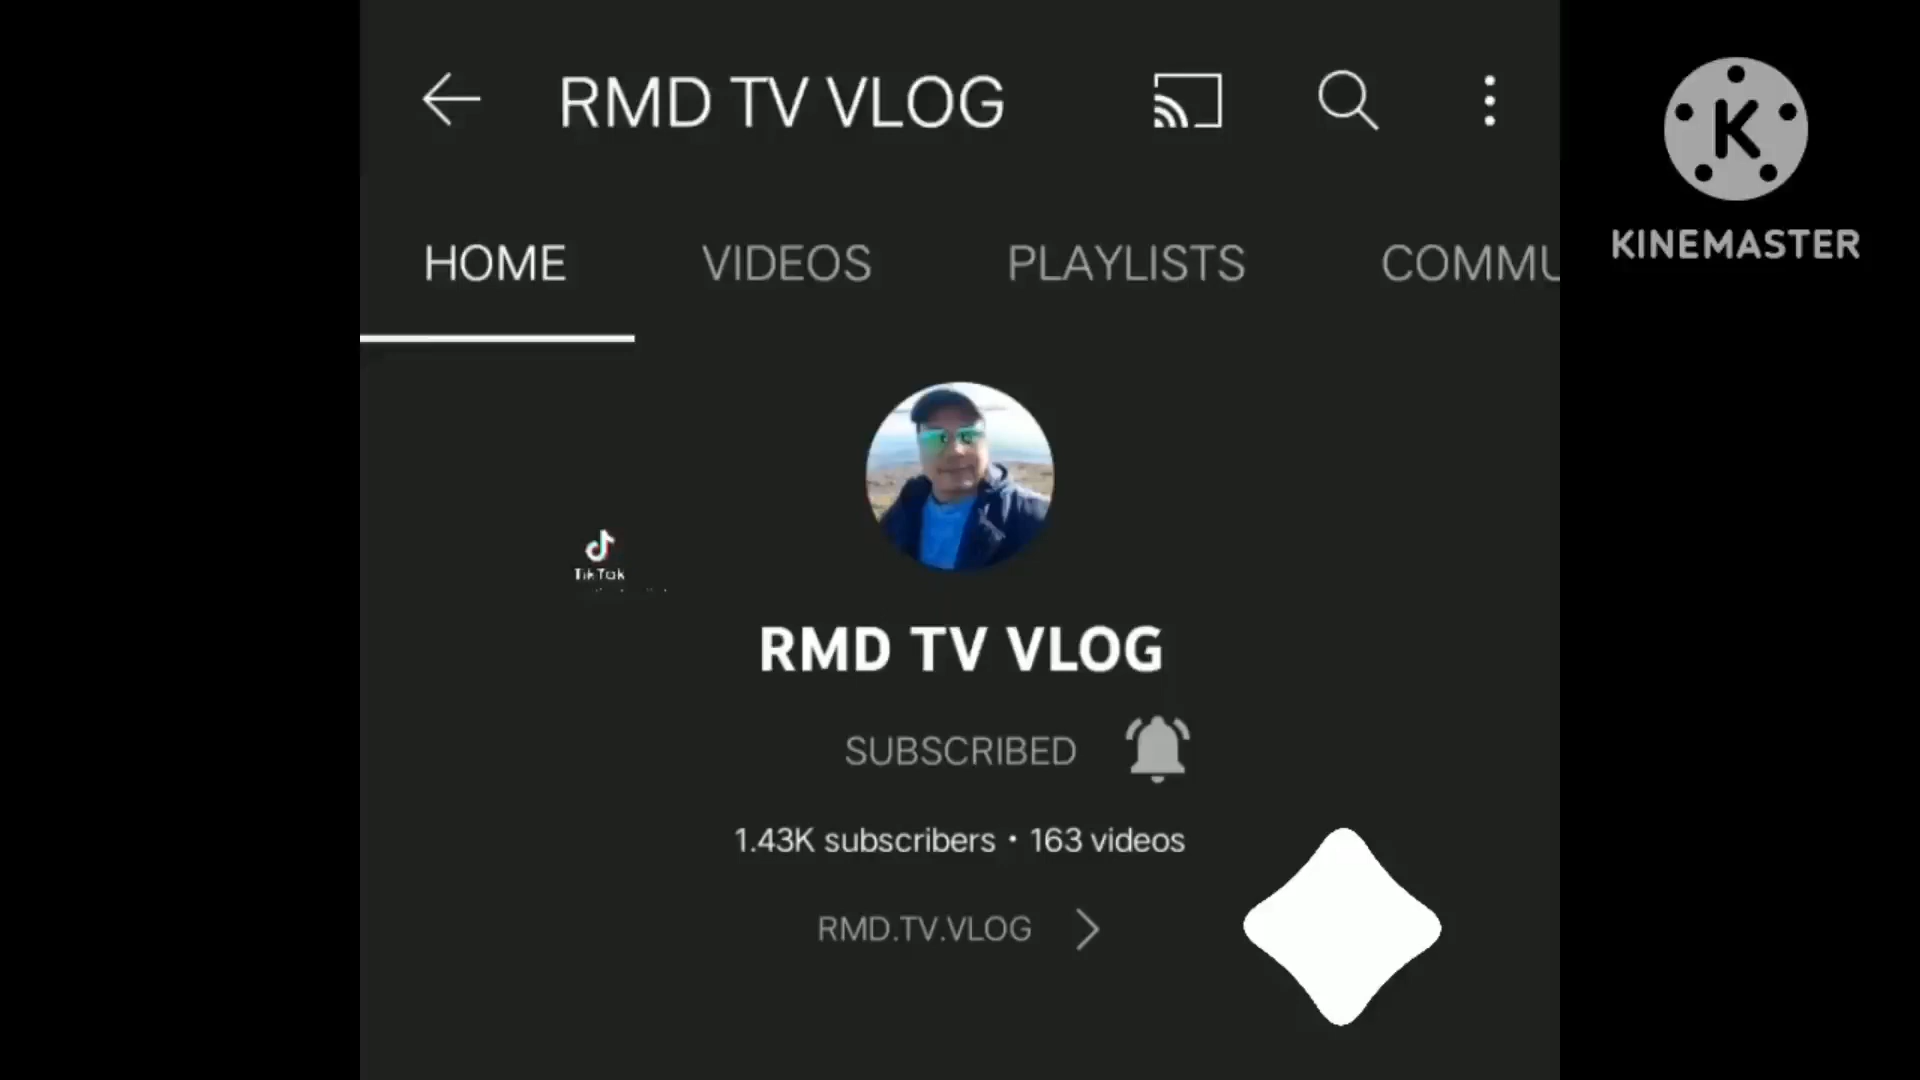 RMD TV VLOG
K
KINEMASTER
HOME VIDEOS PLAYLISTS COMMU
TikTok
RMD TV VLOG
SUBSCRIBED
1.43K subscribers • 163 videos
RMD.TV.VLOG